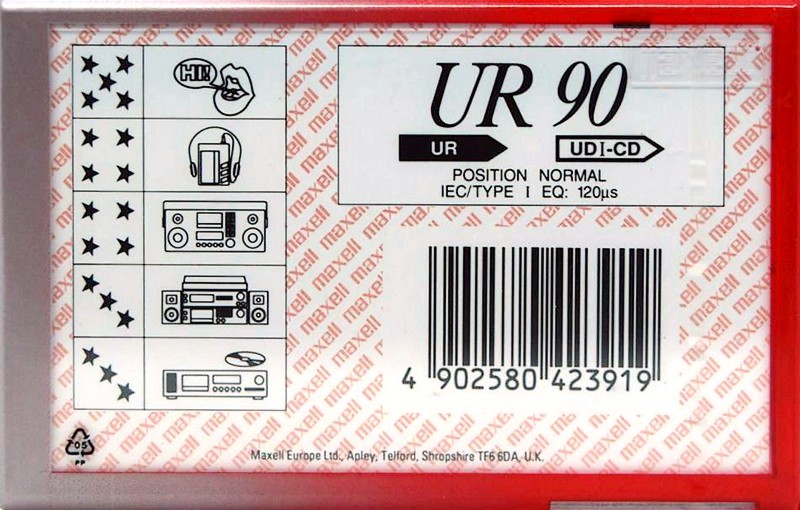 HI!
UR 90
UR
UDI-CD
POSITION NORMAL
IEC/TYPE I EQ: 120µs
4 902580 423919
05
PP
Maxell Europe Ltd., Apley, Telford, Shropshire TF6 6DA, U.K.
maxell